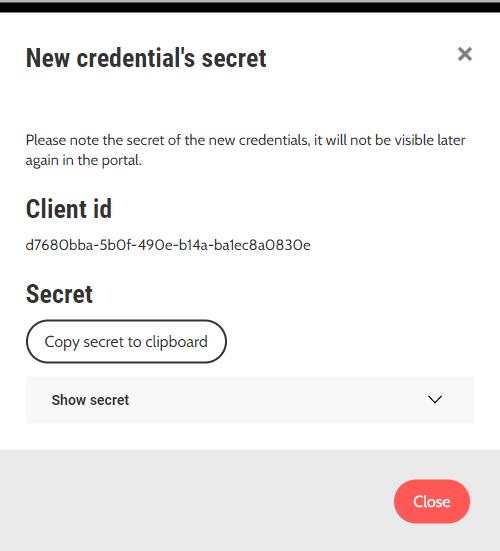 New credential's secret
Please note the secret of the new credentials, it will not be visible later
again in the portal.
Client id
d7680bba-5b0f-490e-b14a-ba1ec8a0830e
Secret
Copy secret to clipboard
Show secret
Close